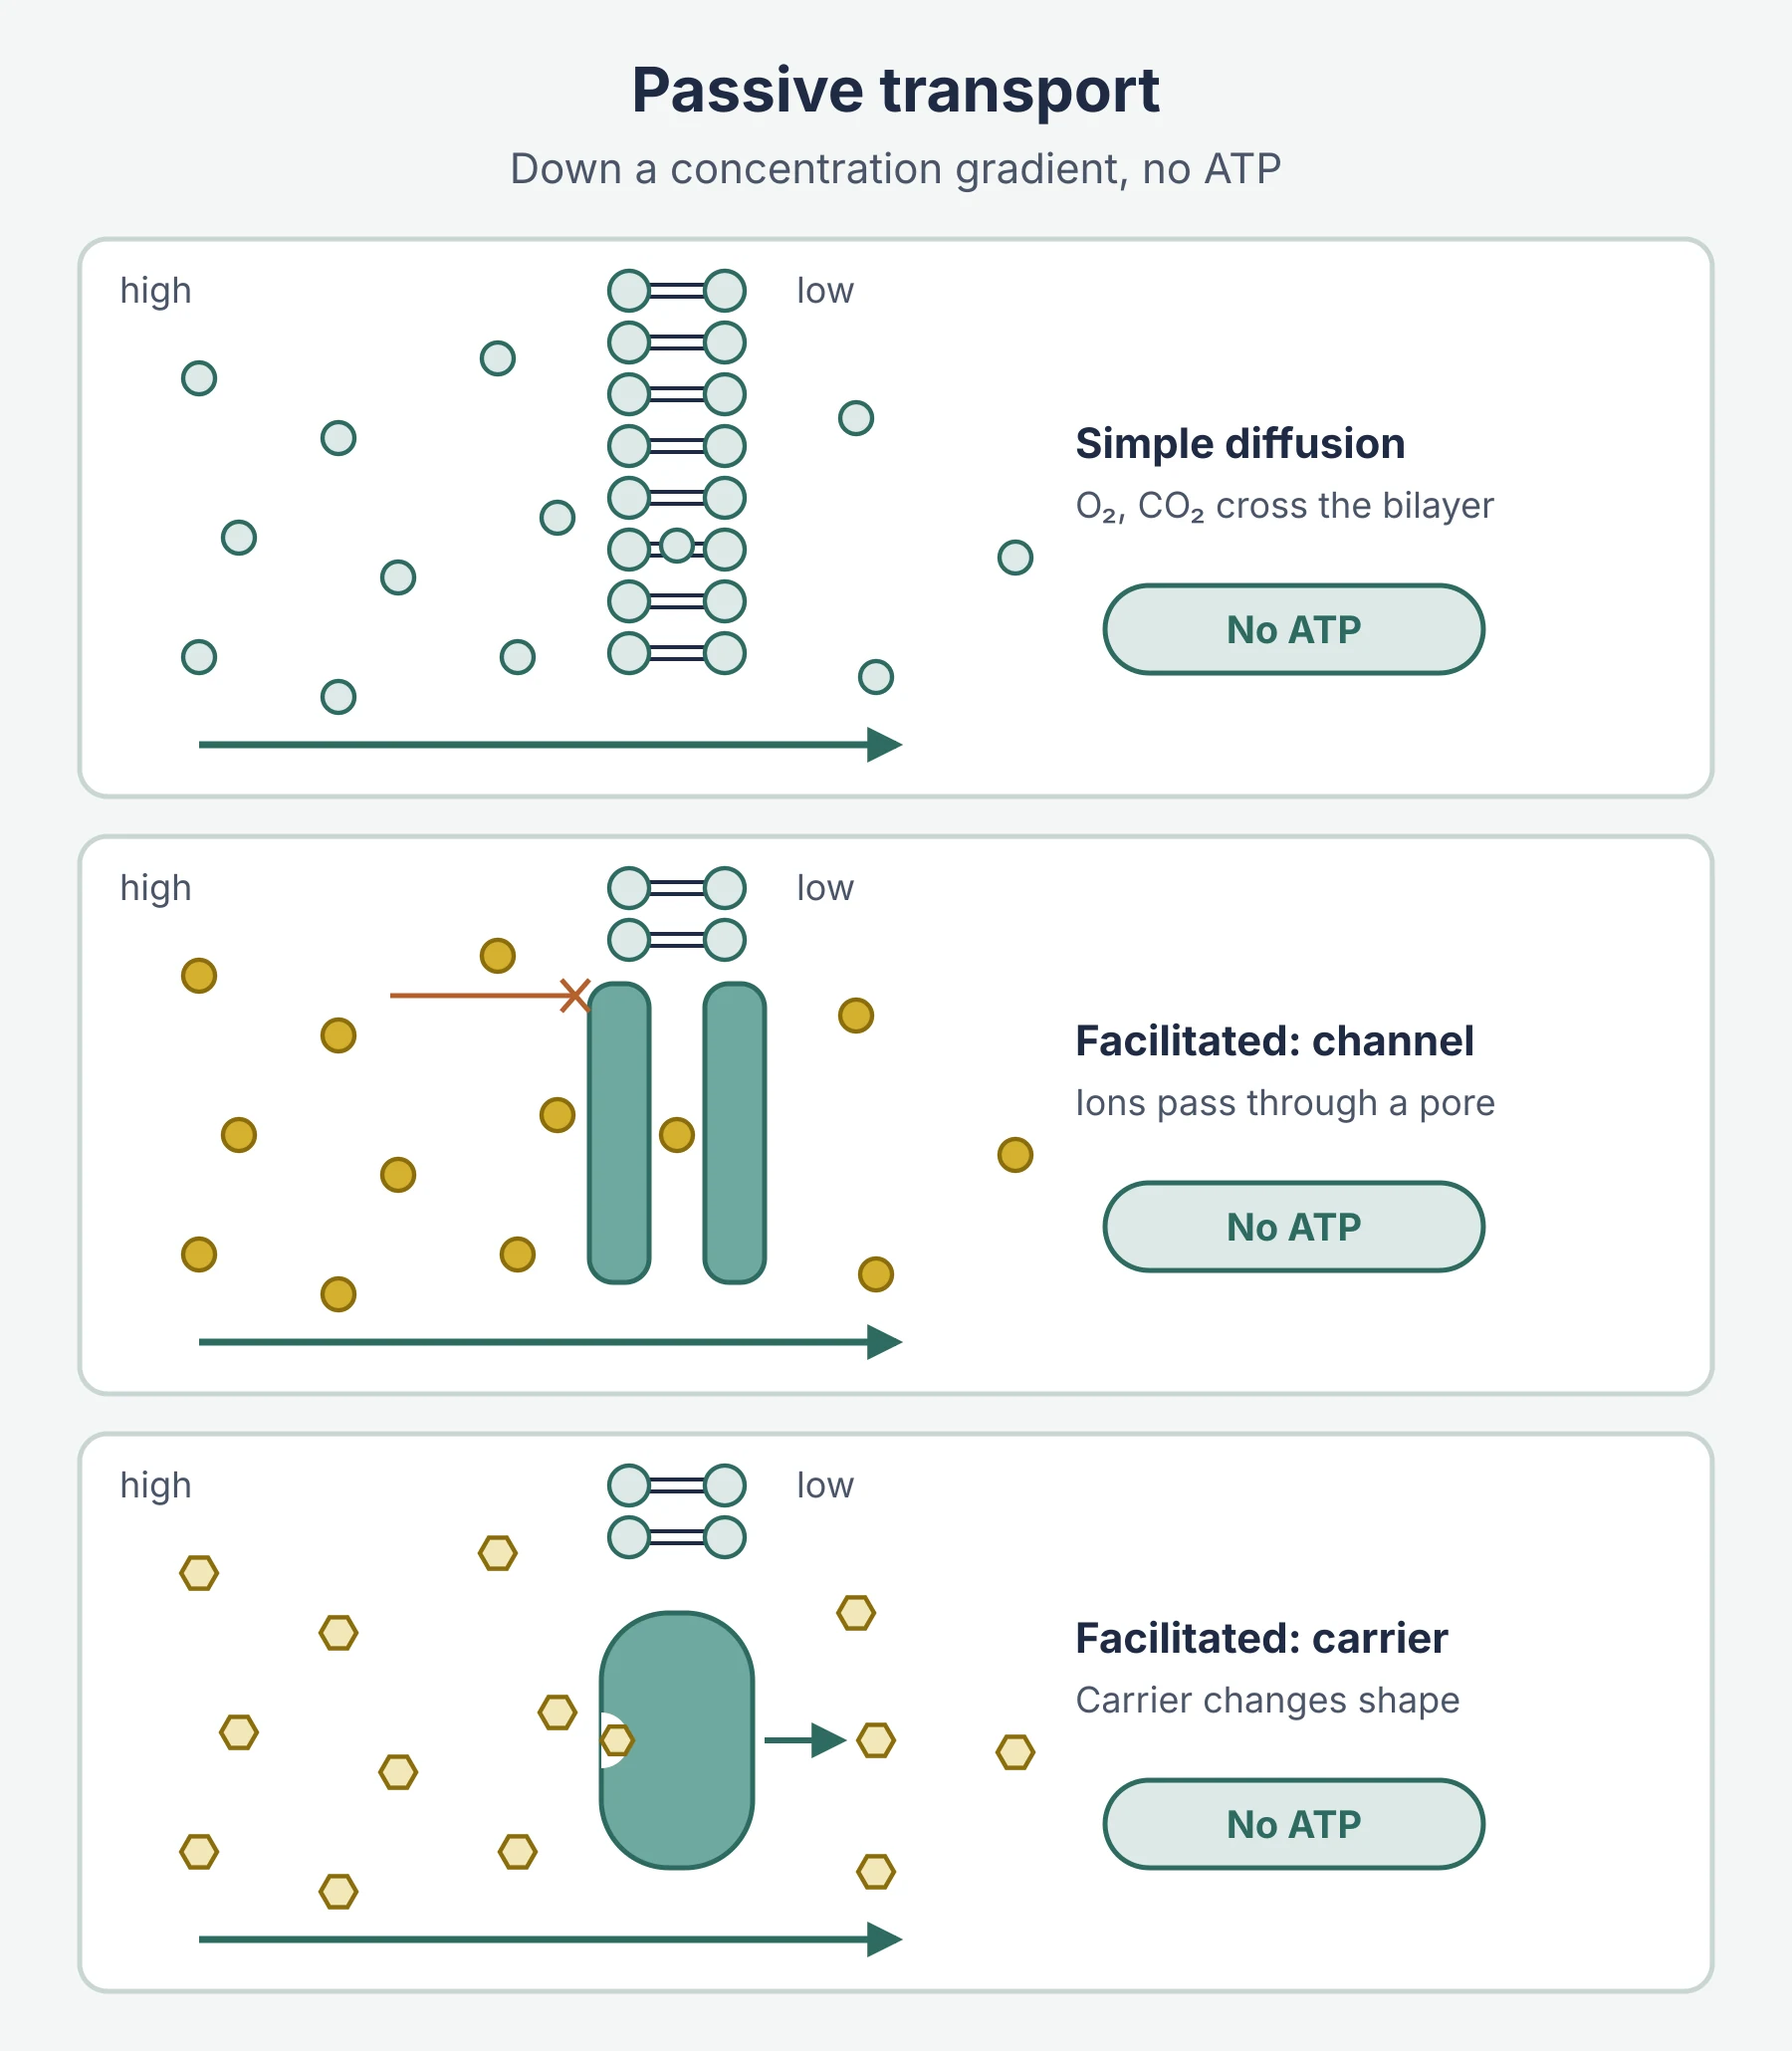 Passive transport
Down a concentration gradient, no ATP
high
low
Simple diffusion
O₂, CO₂ cross the bilayer
No ATP
high
low
Facilitated: channel
Ions pass through a pore
No ATP
high
low
Facilitated: carrier
Carrier changes shape
No ATP